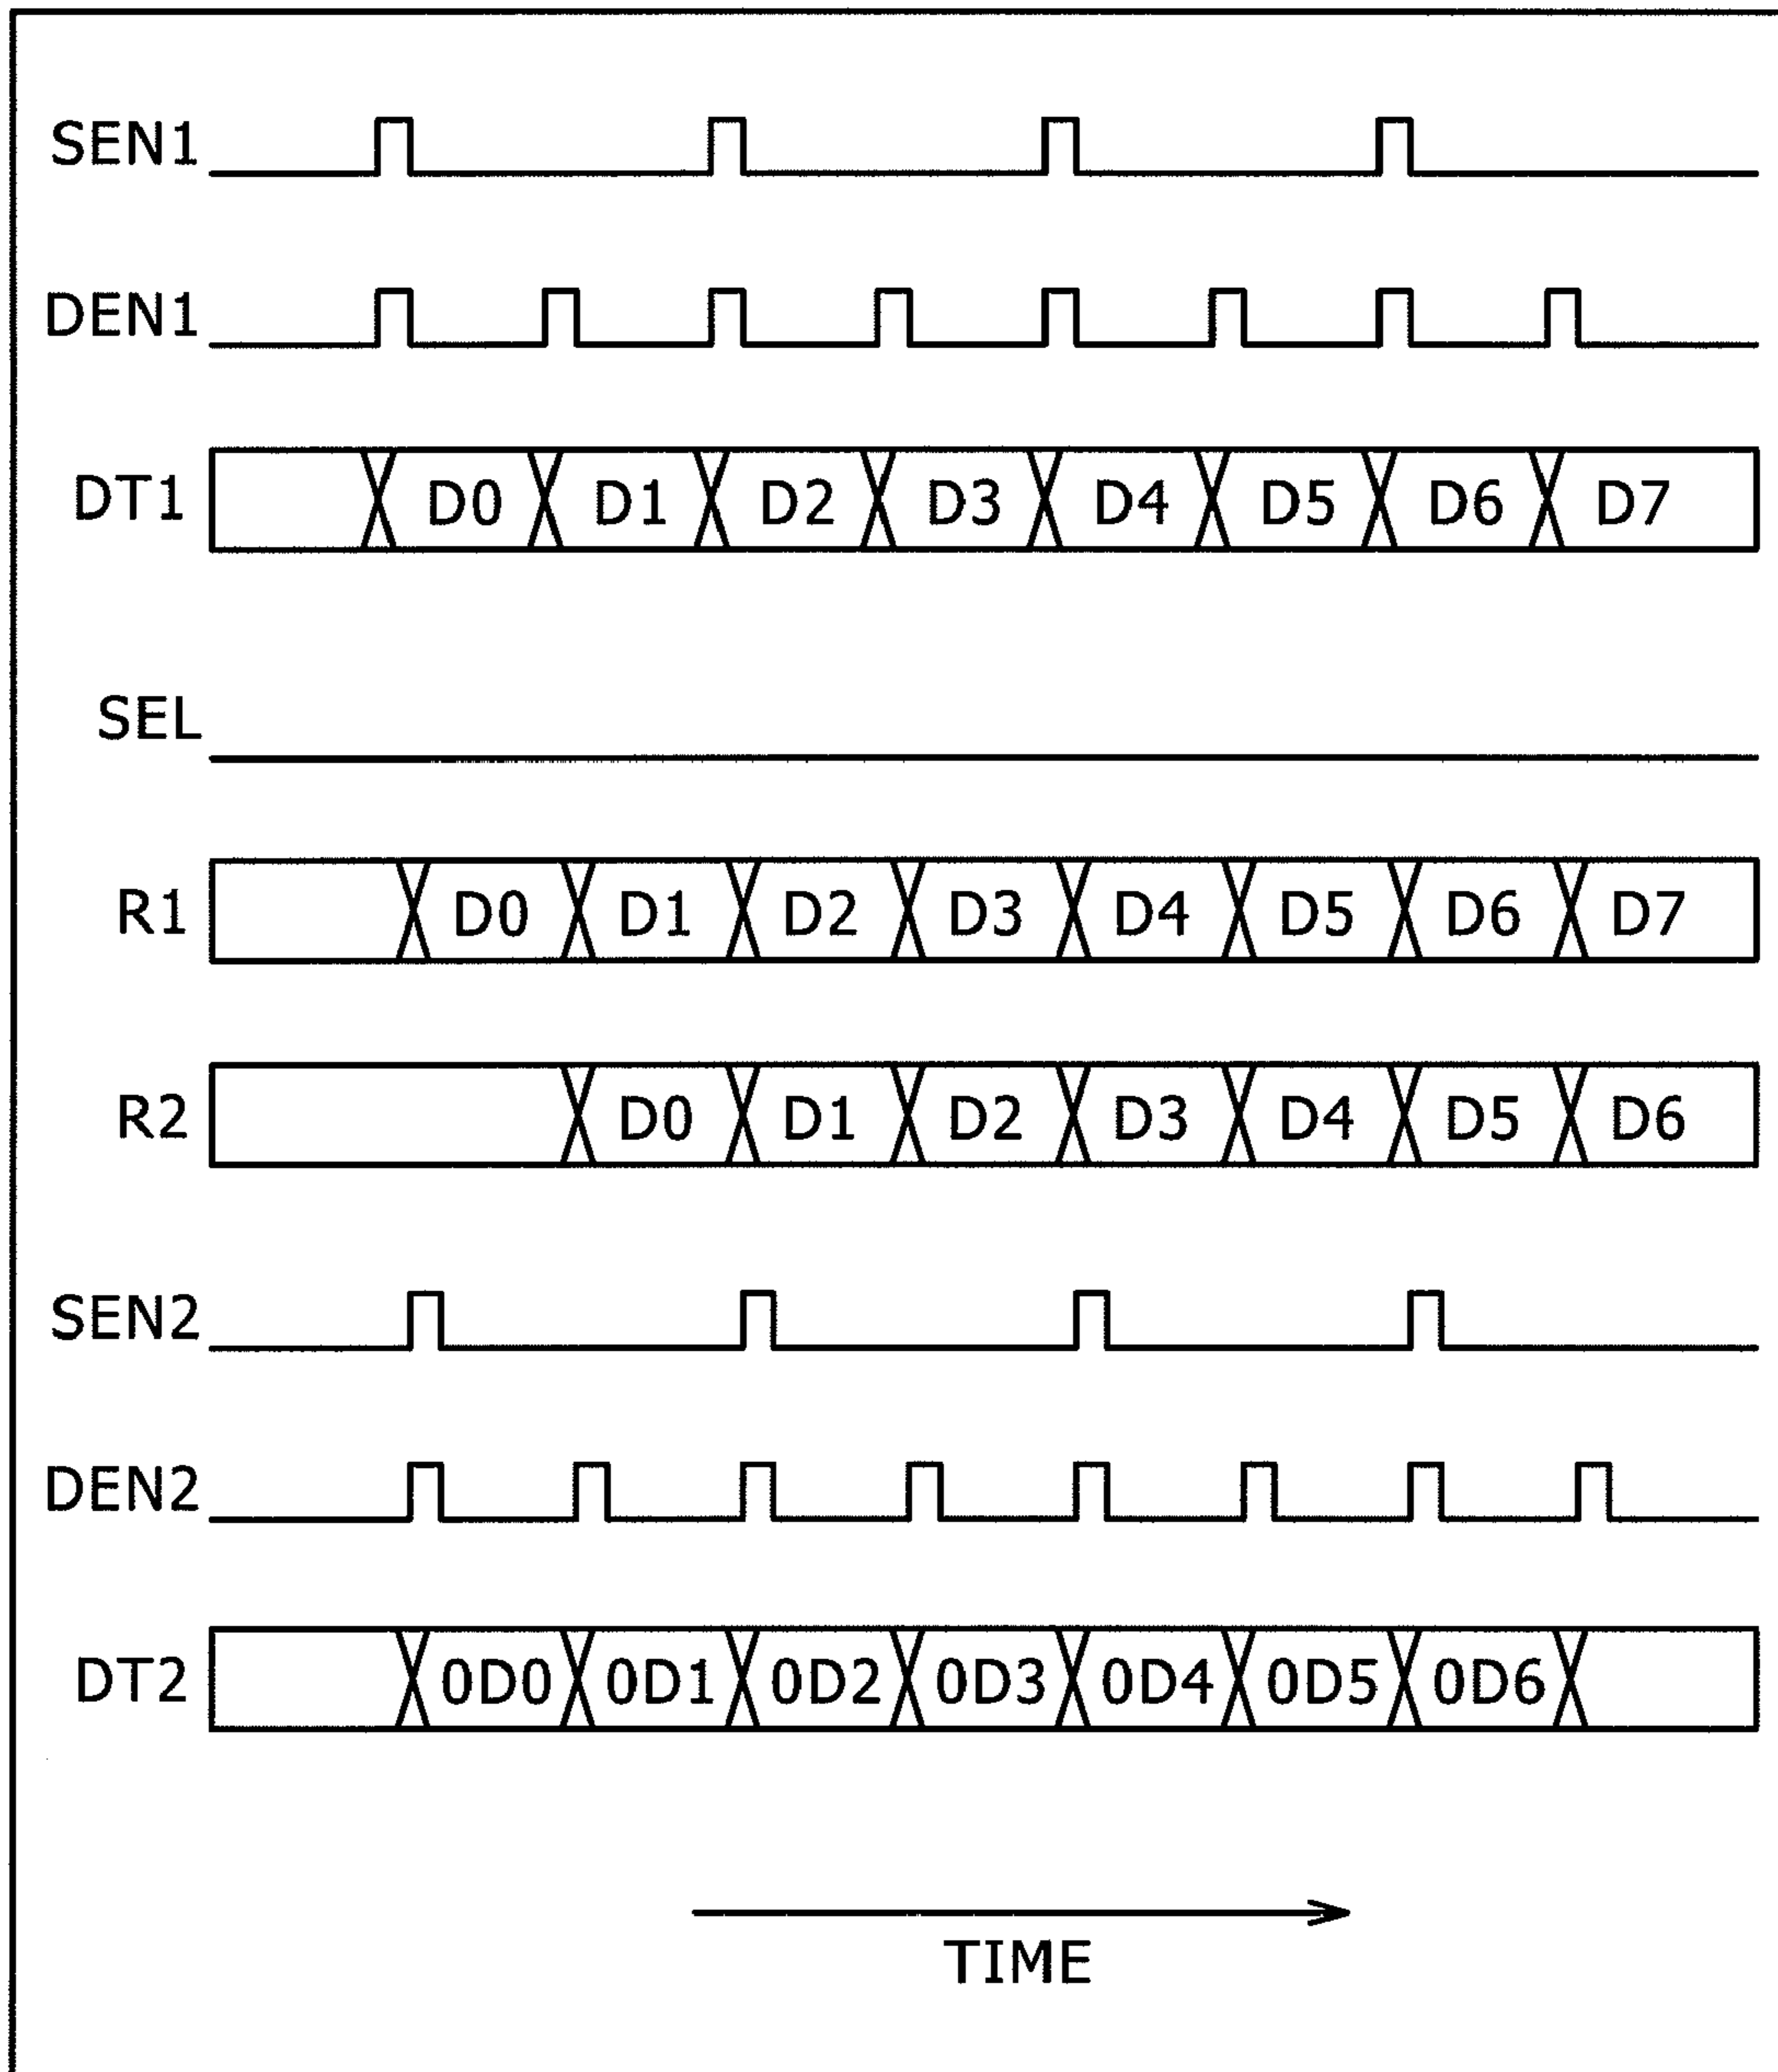 SEN1
DEN1
DT1 D0 D1 D2 D3 D4 D5 D6 D7
SEL
R1 D0 D1 D2 D3 D4 D5 D6 D7
R2 D0 D1 D2 D3 D4 D5 D6
SEN2
DEN2
DT2 0D0 0D1 0D2 0D3 0D4 0D5 0D6
TIME